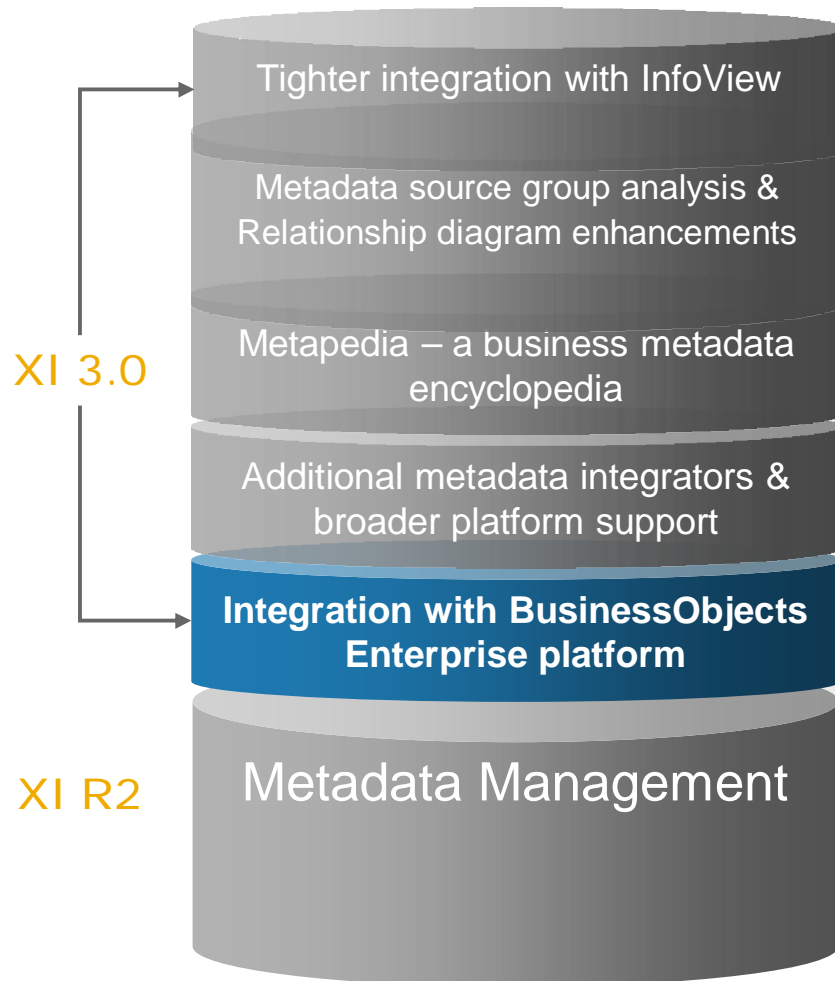 Tighter integration with InfoView
Metadata source group analysis &
Relationship diagram enhancements
Metapedia – a business metadata
encyclopedia
XI 3.0
Additional metadata integrators &
broader platform support
Integration with BusinessObjects
Enterprise platform
Metadata Management
XI R2